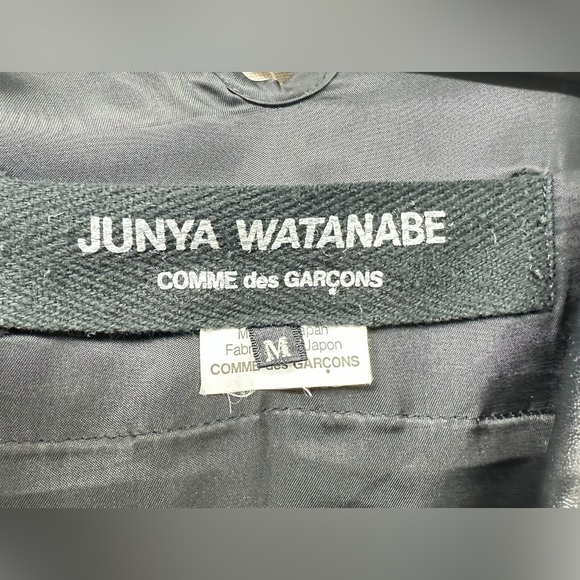 JUNYA WATANABE
COMME des GARÇONS
M
Japon
COMME des GARÇONS